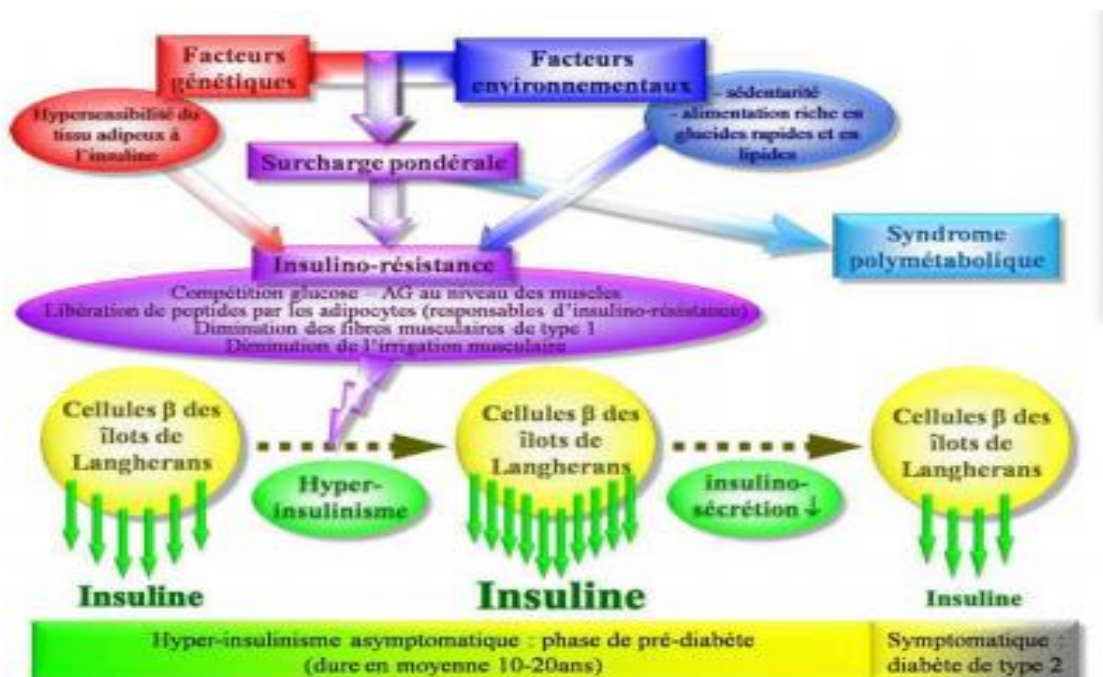 Facteurs
génétiques
Facteurs
environnementaux
Hypersensibilité du
tissu adipeux à
l'insuline
– sédentarité
– alimentation riche en
glucides rapides et en
lipides
Surcharge pondérale
Syndrome
polymétabolique
Insulino-résistance
Compétition glucose – AG au niveau des muscles
Libération de peptides par les adipocytes (responsables d'insulino-résistance)
Diminution des fibres musculaires de type 1
Diminution de l'irrigation musculaire
Cellules β des
îlots de
Langherans
Hyper-
insulinisme
Cellules β des
îlots de
Langherans
insulino-
sécrétion ↓
Cellules β des
îlots de
Langherans
Insuline
Insuline
Insuline
Hyper-insulinisme asymptomatique : phase de pré-diabète
(dure en moyenne 10-20ans)
Symptomatique :
diabète de type 2